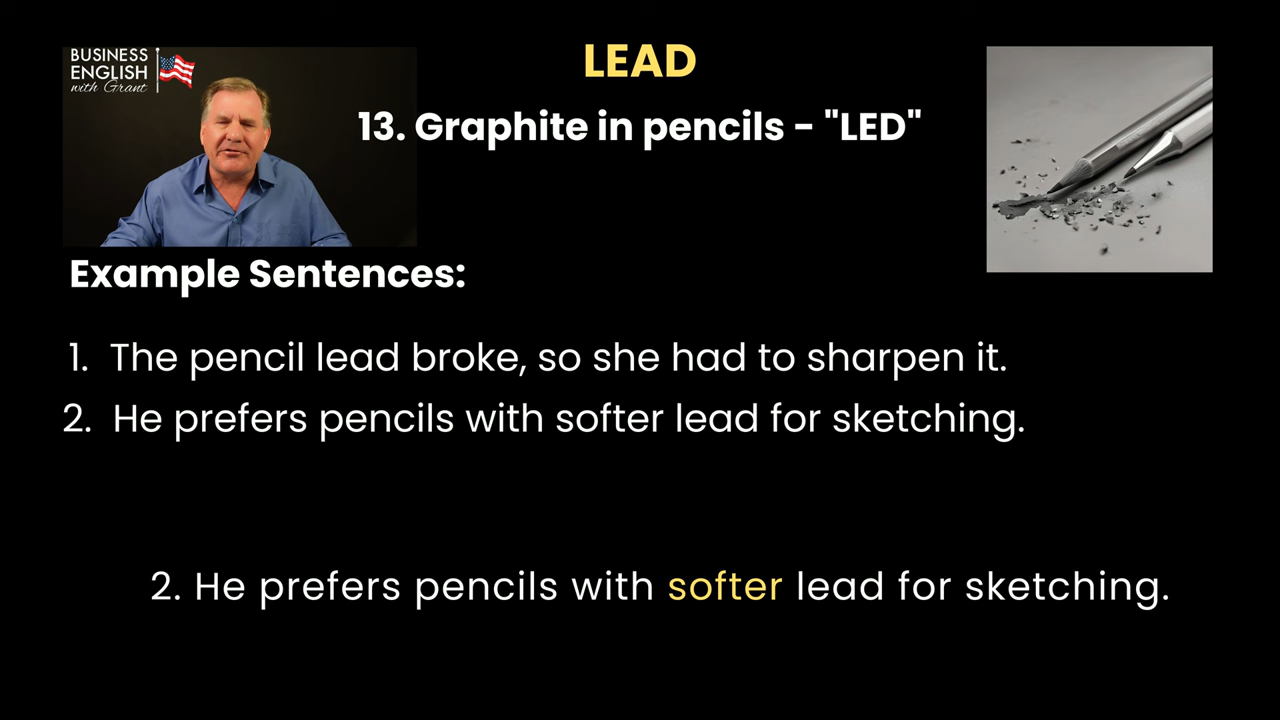 BUSINESS
ENGLISH
with Grant
LEAD
13. Graphite in pencils - "LED"
Example Sentences:
1. The pencil lead broke, so she had to sharpen it.
2. He prefers pencils with softer lead for sketching.
2. He prefers pencils with softer lead for sketching.